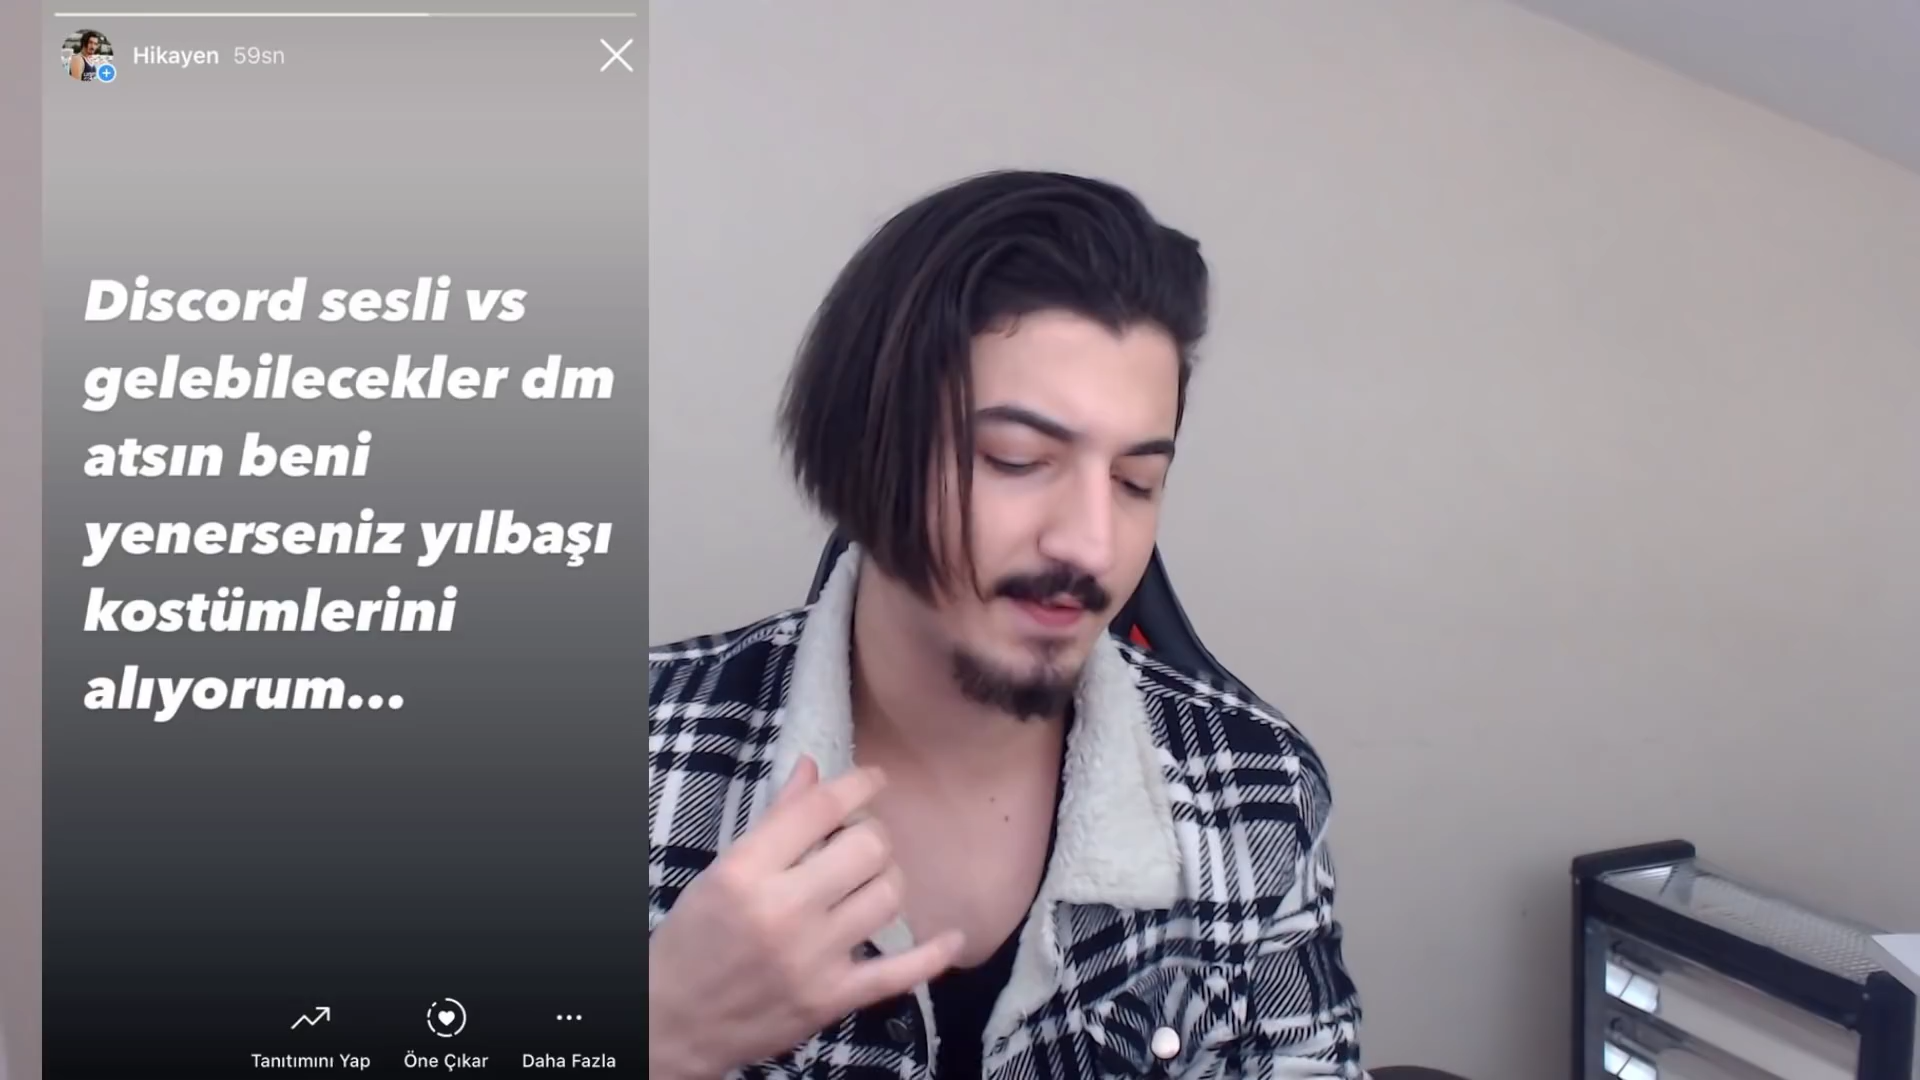 Hikayen 59sn
Discord sesli vs
gelebilecekler dm
atsın beni
yenerseniz yılbaşı
kostümlerini
alıyorum...
Tanıtımını Yap Öne Çıkar Daha Fazla